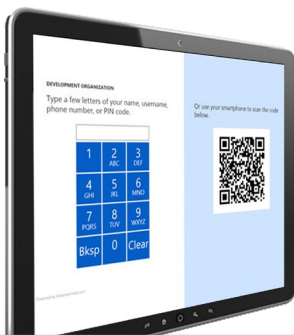 DEVELOPMENT ORGANIZATION
Type a few letters of your name, username,
phone number, or PIN code.
Or use your smartphone to scan the code
below.
1
2
ABC
3
DEF
4
GHI
5
JKL
6
MNO
7
PQRS
8
TUV
9
WXYZ
Bksp
0
Clear